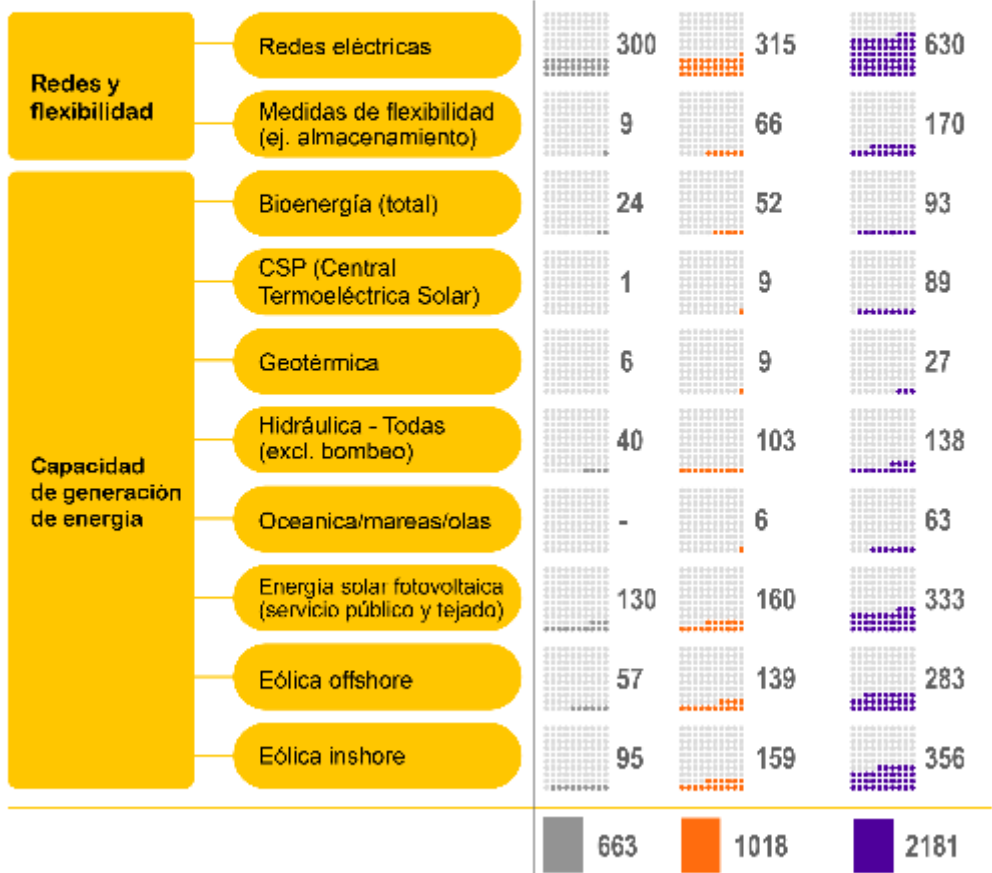 Redes y
flexibilidad
Redes eléctricas
300
315
630
Medidas de flexibilidad
(ej. almacenamiento)
9
66
170
Capacidad
de generación
de energía
Bioenergía (total)
24
52
93
CSP (Central
Termoeléctrica Solar)
1
9
89
Geotérmica
6
9
27
Hidráulica - Todas
(excl. bombeo)
40
103
138
Oceanica/mareas/olas
-
6
63
Energía solar fotovoltaica
(servicio público y tejado)
130
160
333
Eólica offshore
57
139
283
Eólica inshore
95
159
356
663
1018
2181